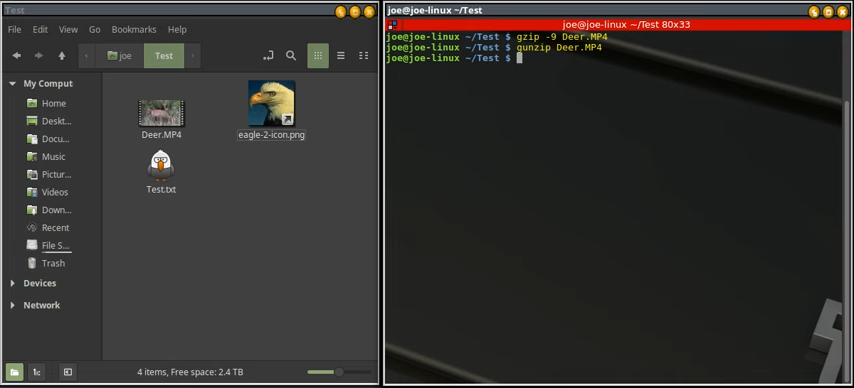 Test
File Edit View Go Bookmarks Help
joe Test
My Comput
Home
Deskt...
Docu...
Music
Pictur...
Videos
Down...
Recent
File S...
Trash
Devices
Network
Deer.MP4
eagle-2-icon.png
Test.txt
4 items, Free space: 2.4 TB
joe@joe-linux ~/Test
joe@joe-linux ~/Test 80x33
joe@joe-linux ~/Test $ gzip -9 Deer.MP4
joe@joe-linux ~/Test $ gunzip Deer.MP4
joe@joe-linux ~/Test $